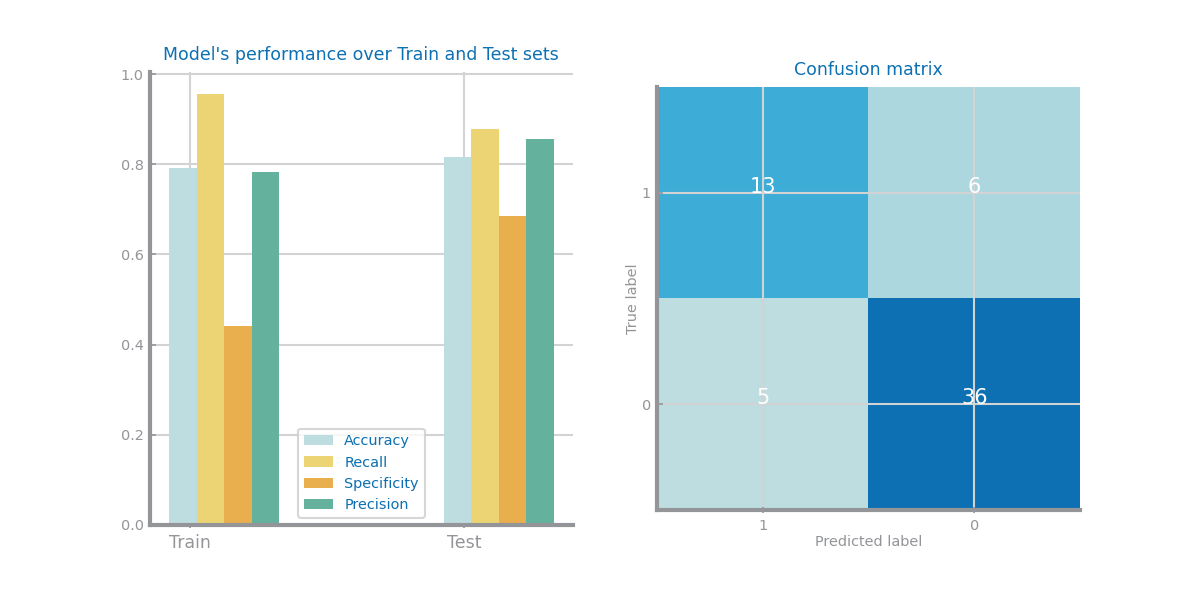 Model's performance over Train and Test sets
1.0
0.8
0.6
0.4
0.2
0.0
Train
Test
Accuracy
Recall
Specificity
Precision
Confusion matrix
True label
1
0
13
6
5
36
1
0
Predicted label